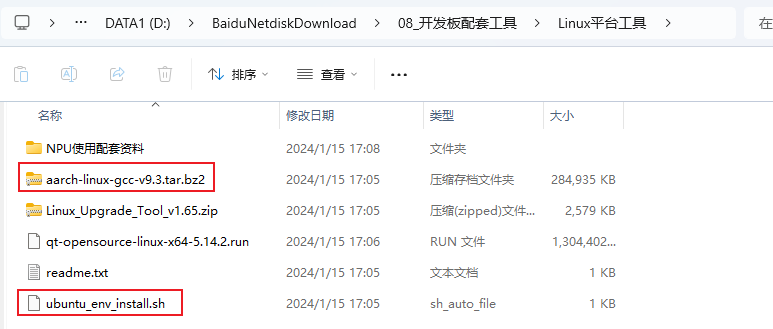 DATA1 (D:) > BaiduNetdiskDownload > 08_开发板配套工具 > Linux平台工具 > 在
排序 查看
名称 修改日期 类型 大小
NPU使用配套资料 2024/1/15 17:08 文件夹
aarch-linux-gcc-v9.3.tar.bz2 2024/1/15 17:05 压缩存档文件夹 284,935 KB
Linux_Upgrade_Tool_v1.65.zip 2024/1/15 17:05 压缩(zipped)文件... 2,579 KB
qt-opensource-linux-x64-5.14.2.run 2024/1/15 17:06 RUN 文件 1,304,402...
readme.txt 2024/1/15 17:05 文本文档 1 KB
ubuntu_env_install.sh 2024/1/15 17:05 sh_auto_file 1 KB